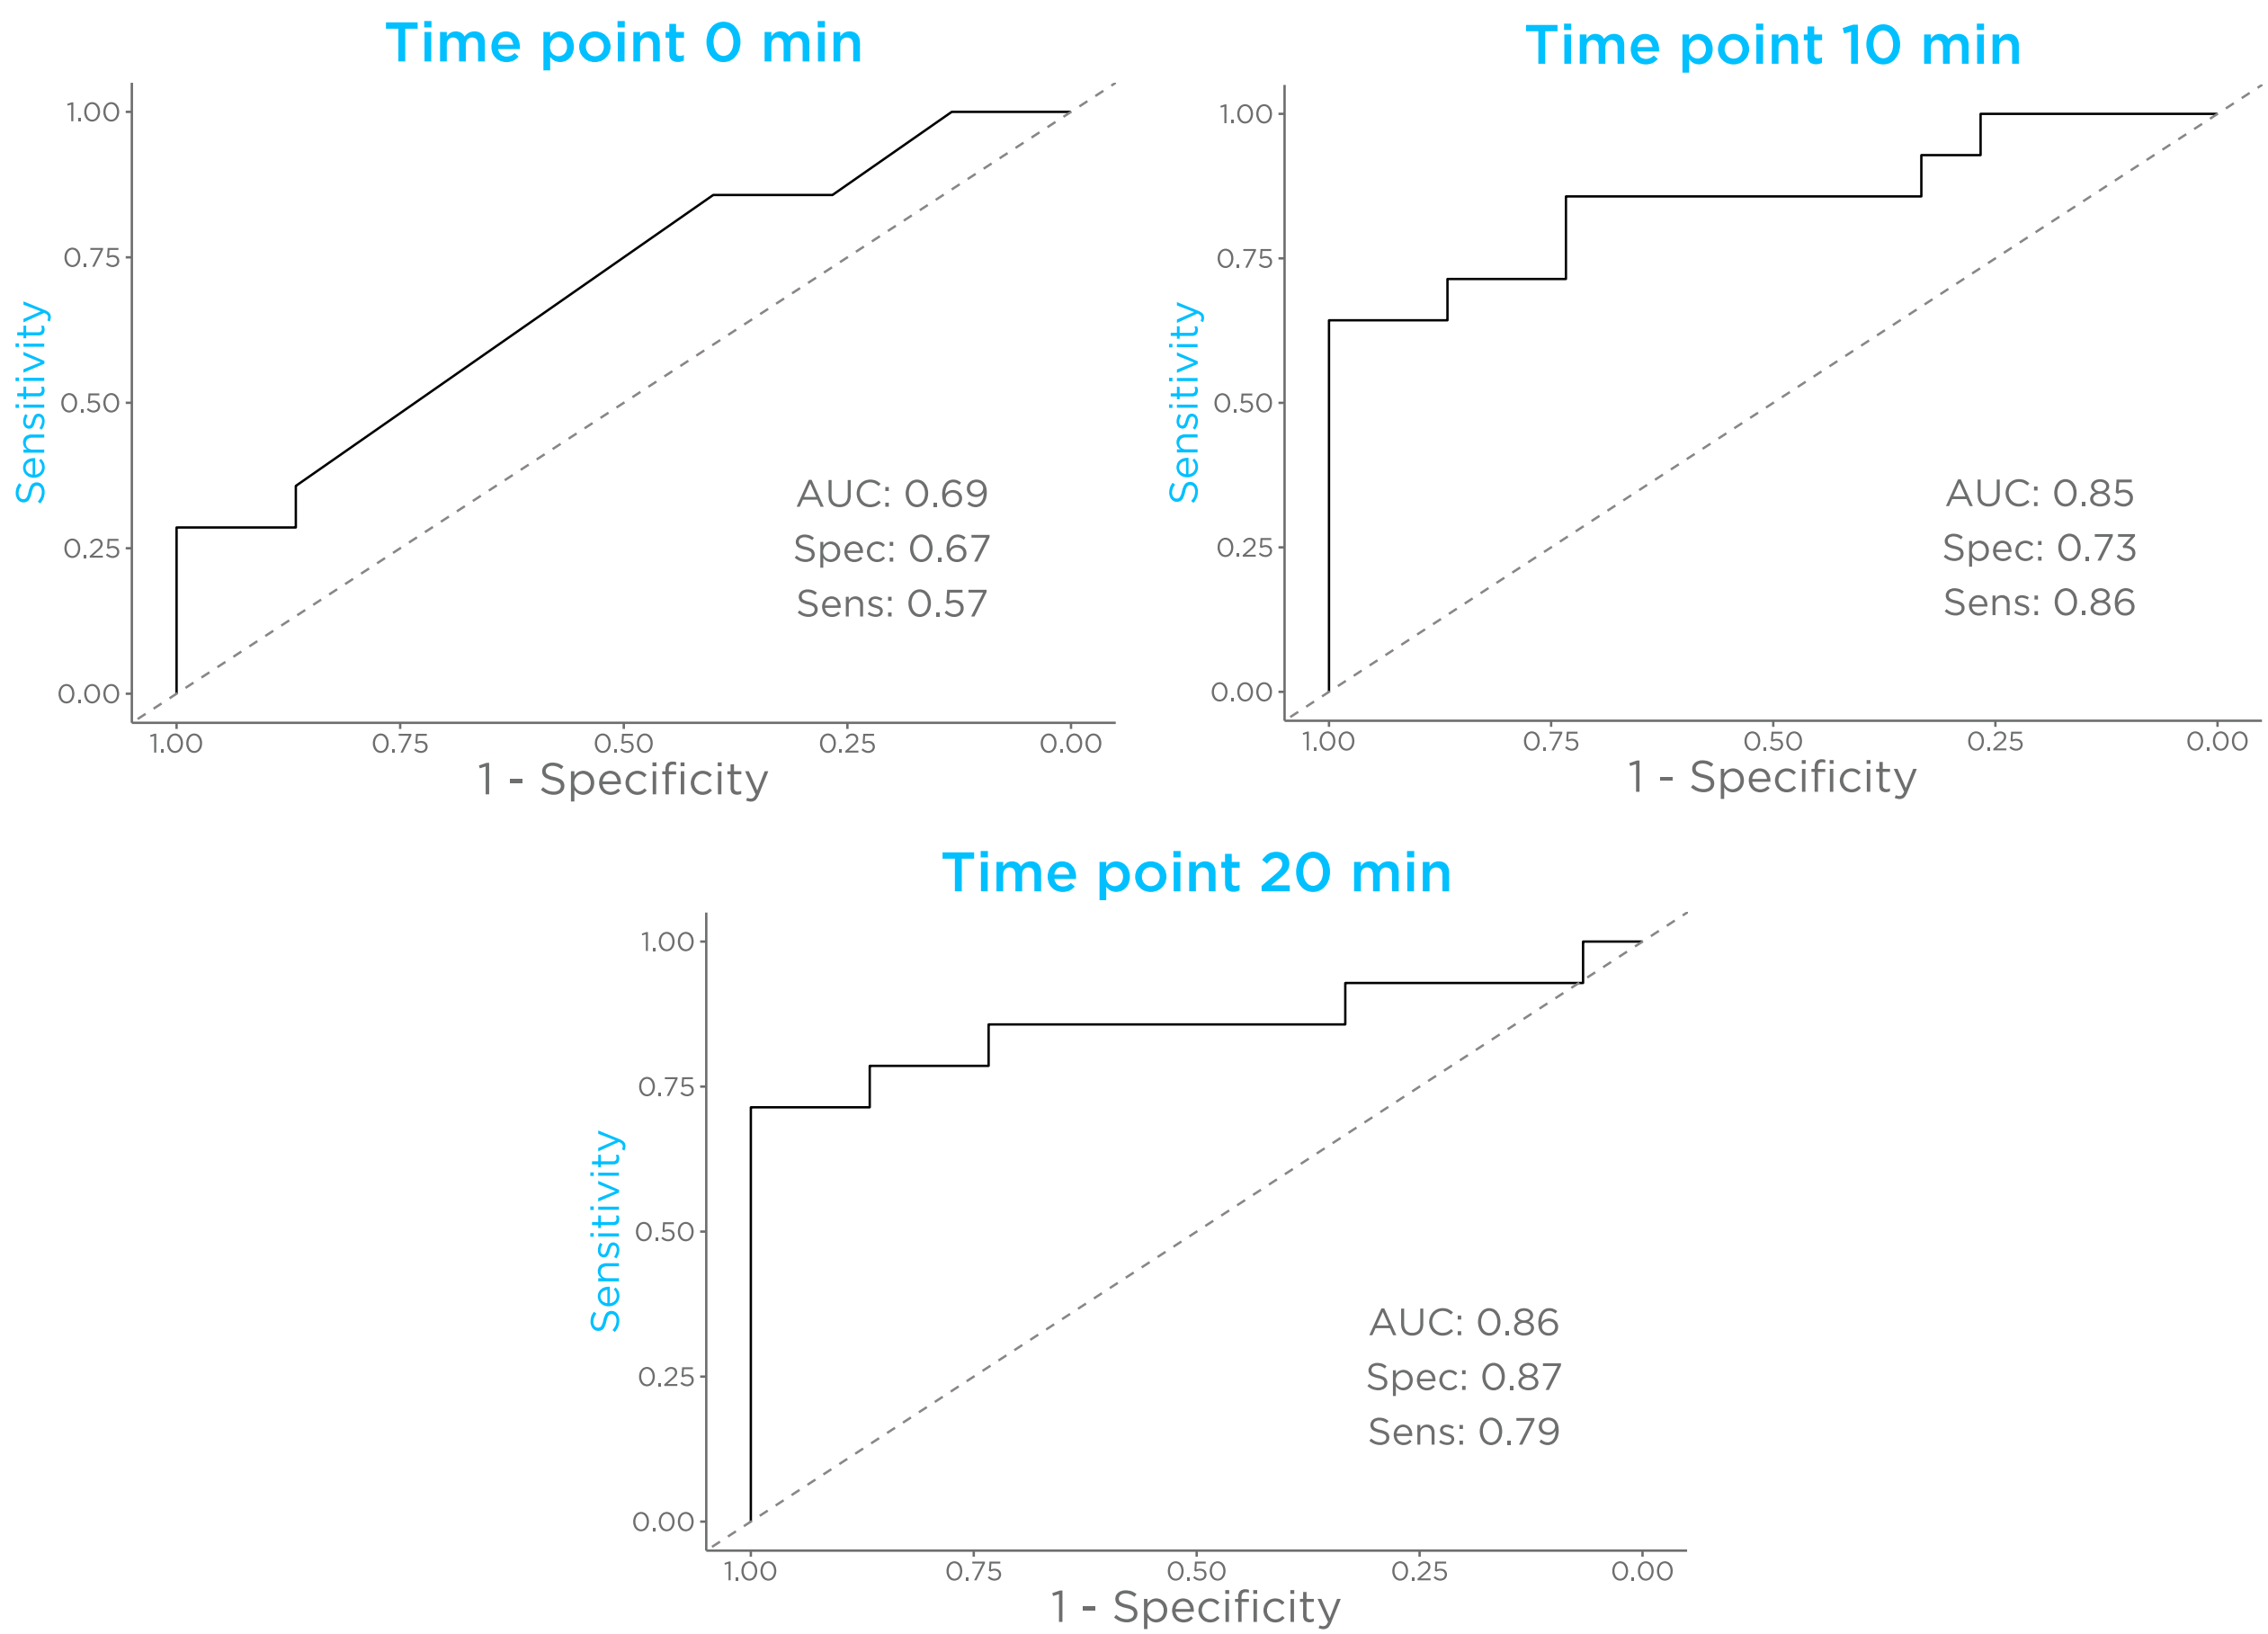 Time point 0 min
Sensitivity
1.00
0.75
0.50
0.25
0.00
AUC: 0.69
Spec: 0.67
Sens: 0.57
1.00 0.75 0.50 0.25 0.00
1 - Specificity
Time point 10 min
Sensitivity
1.00
0.75
0.50
0.25
0.00
AUC: 0.85
Spec: 0.73
Sens: 0.86
1.00 0.75 0.50 0.25 0.00
1 - Specificity
Time point 20 min
Sensitivity
1.00
0.75
0.50
0.25
0.00
AUC: 0.86
Spec: 0.87
Sens: 0.79
1.00 0.75 0.50 0.25 0.00
1 - Specificity